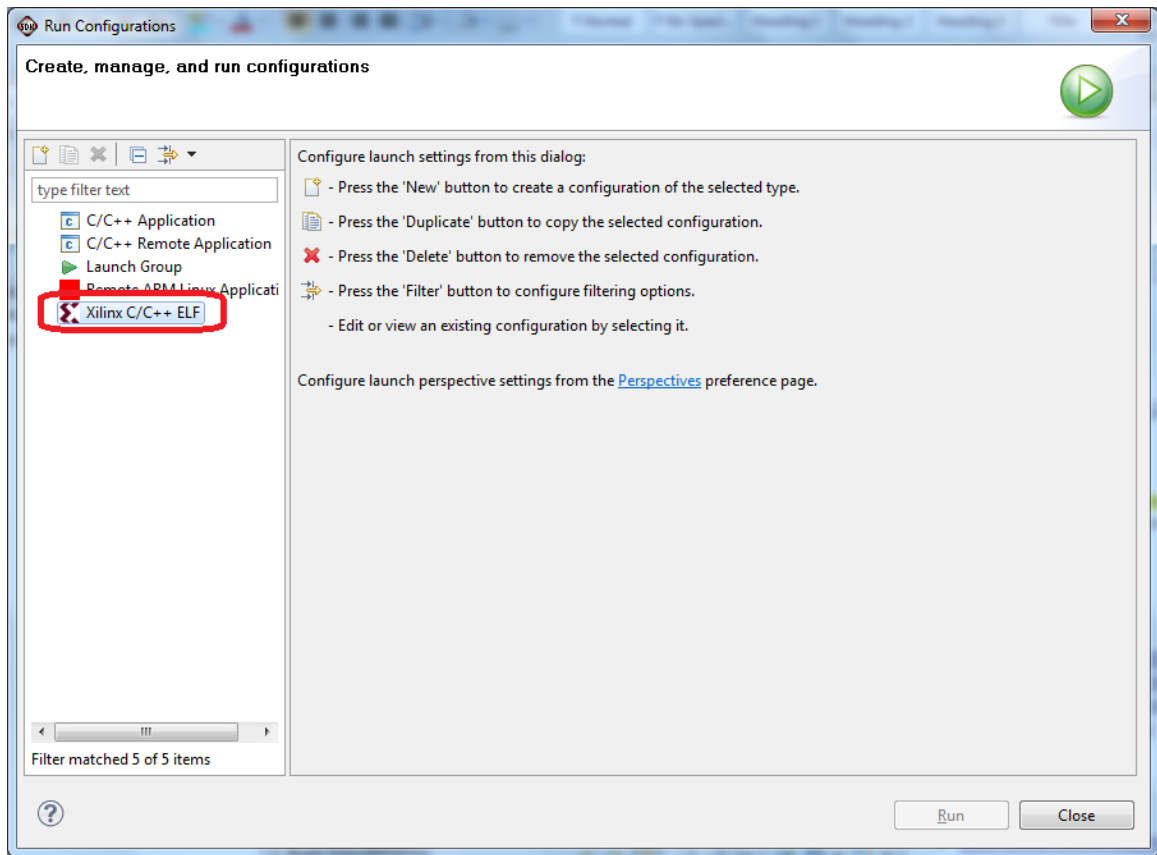 Run Configurations
Create, manage, and run configurations
type filter text
C/C++ Application
C/C++ Remote Application
Launch Group
Remote ARM Linux Applicati
Xilinx C/C++ ELF
Filter matched 5 of 5 items
Configure launch settings from this dialog:
- Press the 'New' button to create a configuration of the selected type.
- Press the 'Duplicate' button to copy the selected configuration.
- Press the 'Delete' button to remove the selected configuration.
- Press the 'Filter' button to configure filtering options.
- Edit or view an existing configuration by selecting it.
Configure launch perspective settings from the Perspectives preference page.
Run
Close